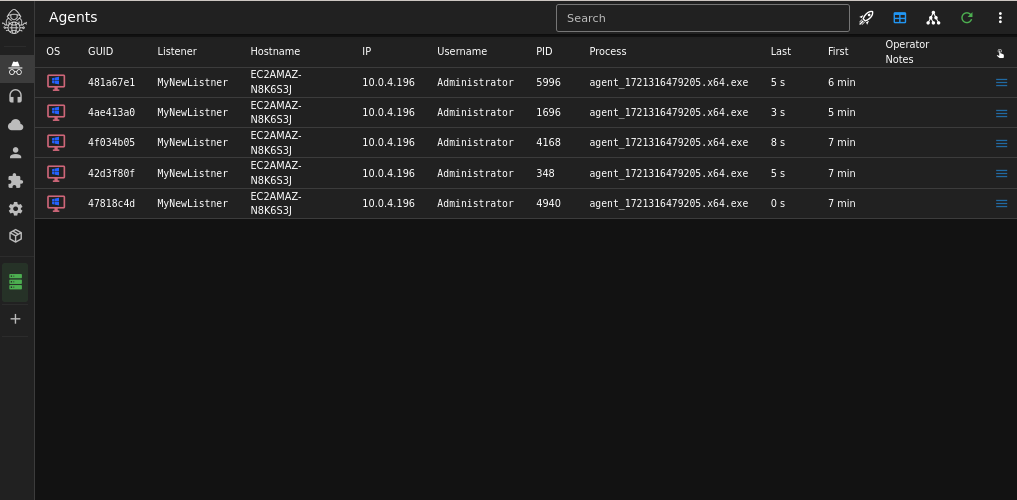 Agents
Search
OS GUID Listener Hostname IP Username PID Process Last First Operator Notes
481a67e1 MyNewListner EC2AMAZ-N8K6S3J 10.0.4.196 Administrator 5996 agent_1721316479205.x64.exe 5 s 6 min
4ae413a0 MyNewListner EC2AMAZ-N8K6S3J 10.0.4.196 Administrator 1696 agent_1721316479205.x64.exe 3 s 5 min
4f034b05 MyNewListner EC2AMAZ-N8K6S3J 10.0.4.196 Administrator 4168 agent_1721316479205.x64.exe 8 s 7 min
42d3f80f MyNewListner EC2AMAZ-N8K6S3J 10.0.4.196 Administrator 348 agent_1721316479205.x64.exe 5 s 7 min
47818c4d MyNewListner EC2AMAZ-N8K6S3J 10.0.4.196 Administrator 4940 agent_1721316479205.x64.exe 0 s 7 min